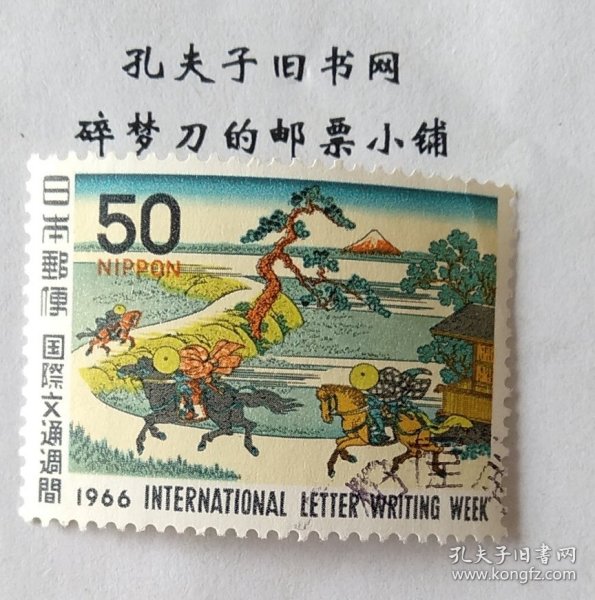 孔夫子旧书网
碎梦刀的邮票小铺
50
NIPPON
日本郵便 国際文通週間
1966 INTERNATIONAL LETTER WRITING WEEK
孔夫子旧書网
www.kongfz.com